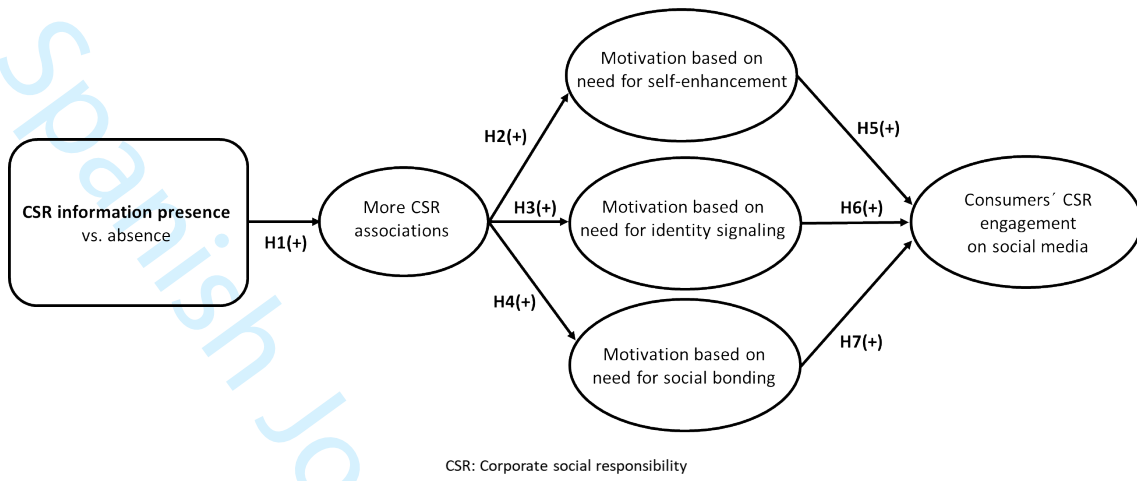 Motivation based on
need for self-enhancement
H2(+)
H5(+)
CSR information presence
vs. absence
H1(+)
More CSR
associations
H3(+)
Motivation based on
need for identity signaling
H6(+)
Consumers´ CSR
engagement
on social media
H4(+)
Motivation based on
need for social bonding
H7(+)
CSR: Corporate social responsibility
Spanish Jo